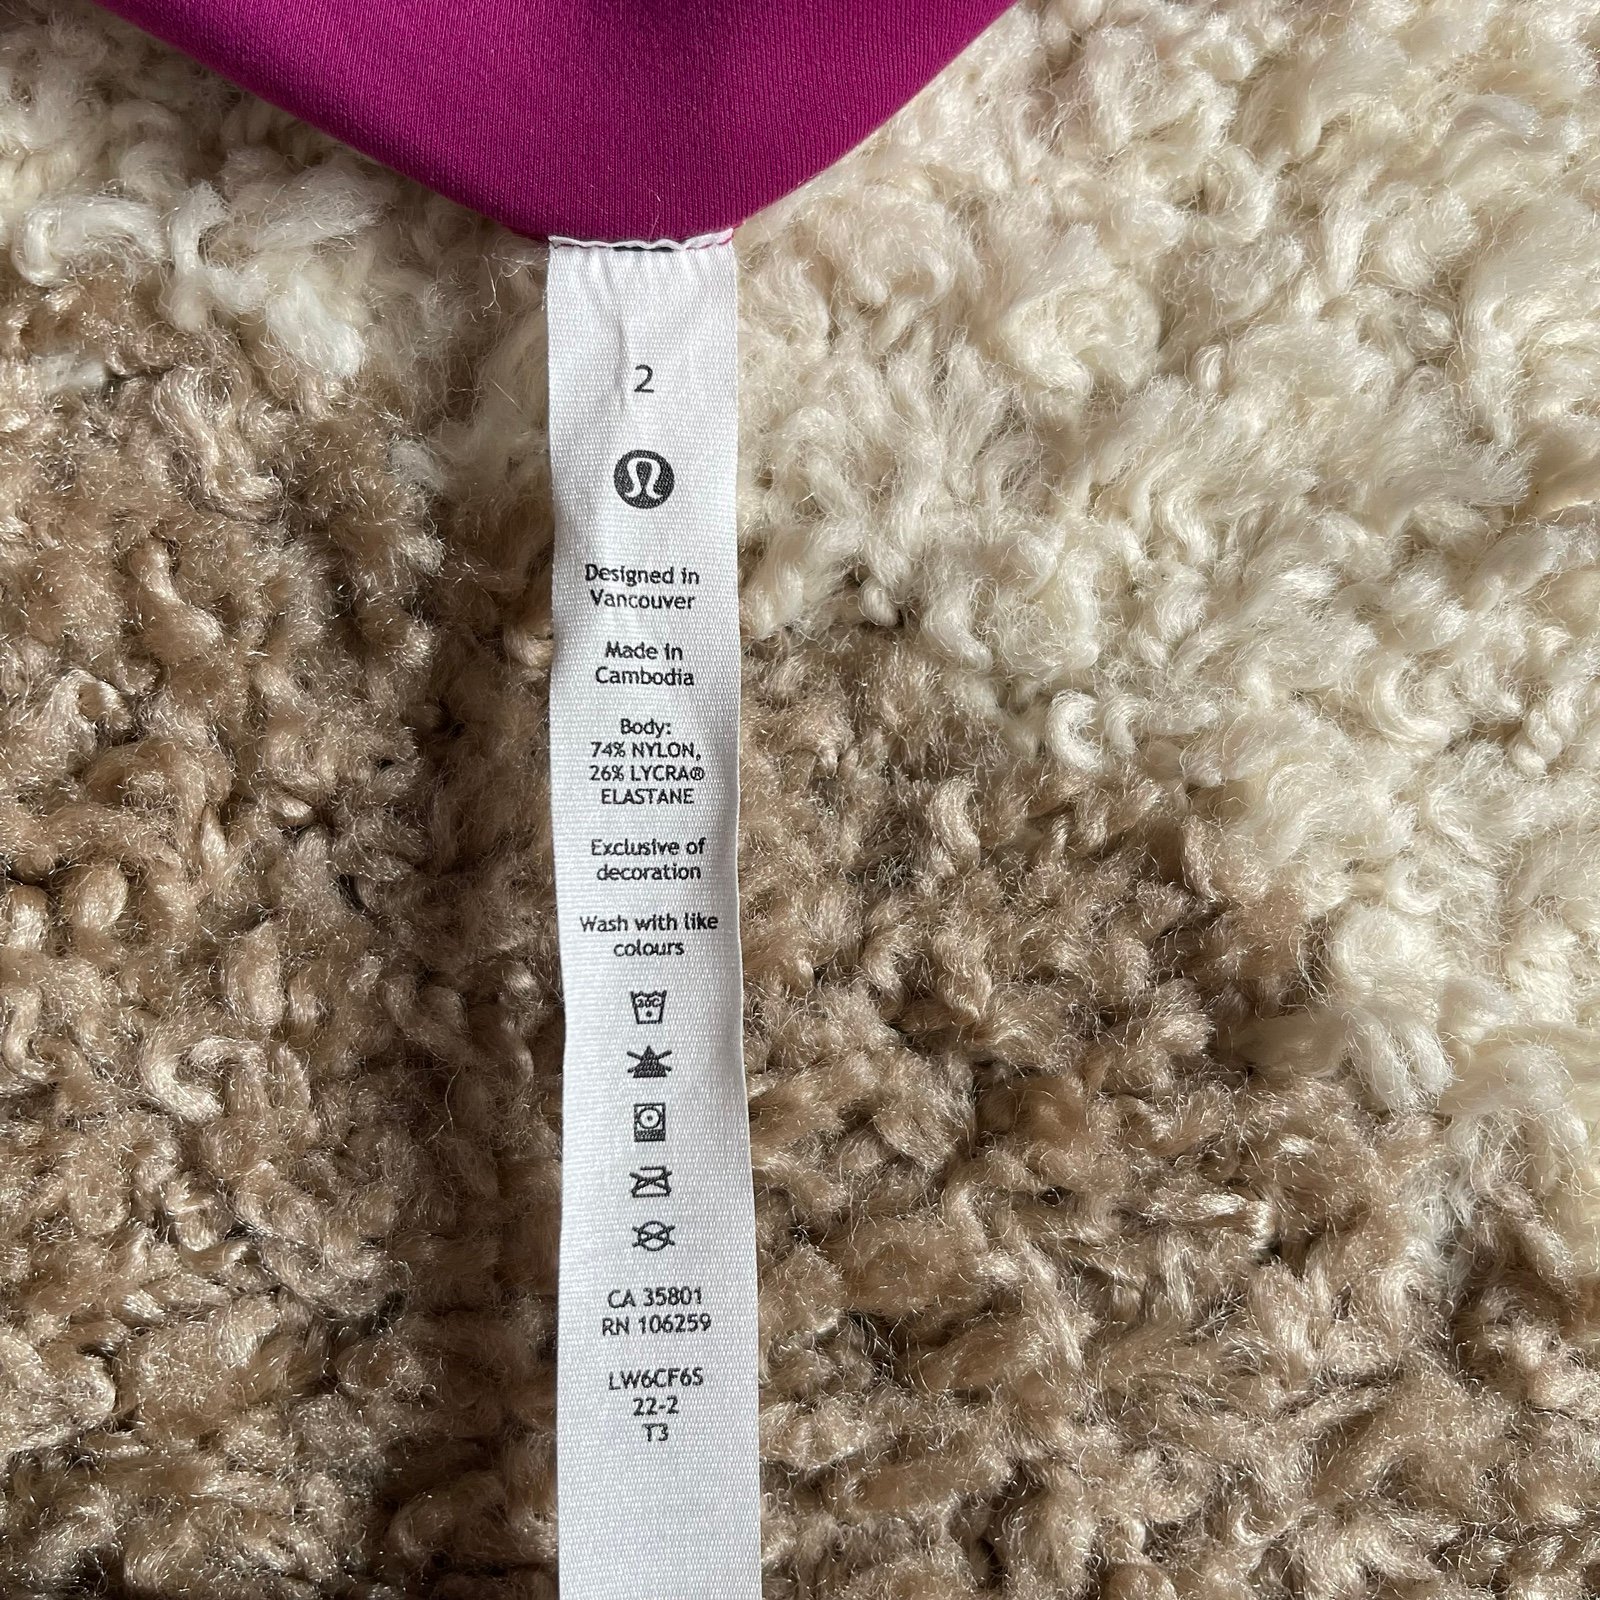 2
Designed in
Vancouver
Made in
Cambodia
Body:
74% NYLON,
26% LYCRA®
ELASTANE
Exclusive of
decoration
Wash with like
colours
30C
CA 35801
RN 106259
LW6CF6S
22-2
T3